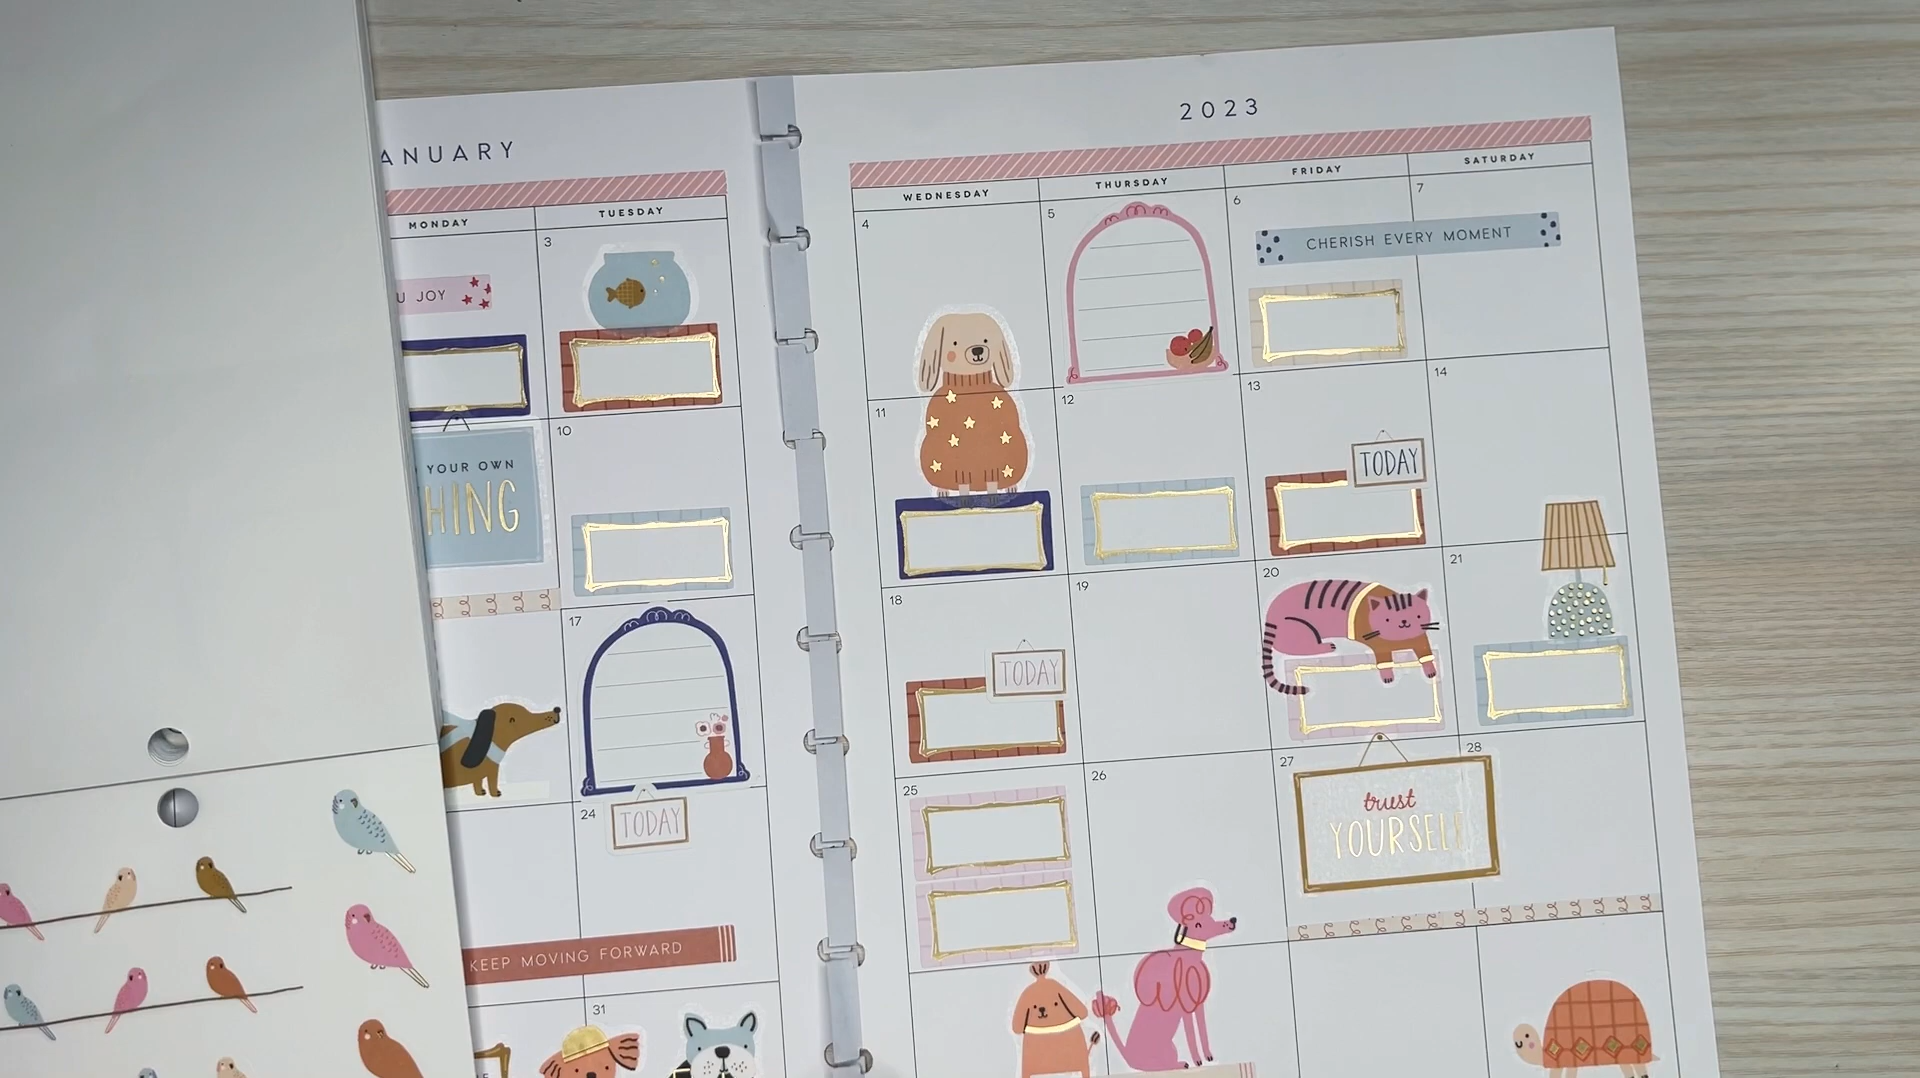 ANUARY
2023
MONDAY
TUESDAY
WEDNESDAY
THURSDAY
FRIDAY
SATURDAY
3
4
5
6
7
U JOY
CHERISH EVERY MOMENT
10
11
12
13
14
YOUR OWN
HING
TODAY
17
18
19
20
21
TODAY
24
25
26
27
28
TODAY
trust
YOURSELF
KEEP MOVING FORWARD
31